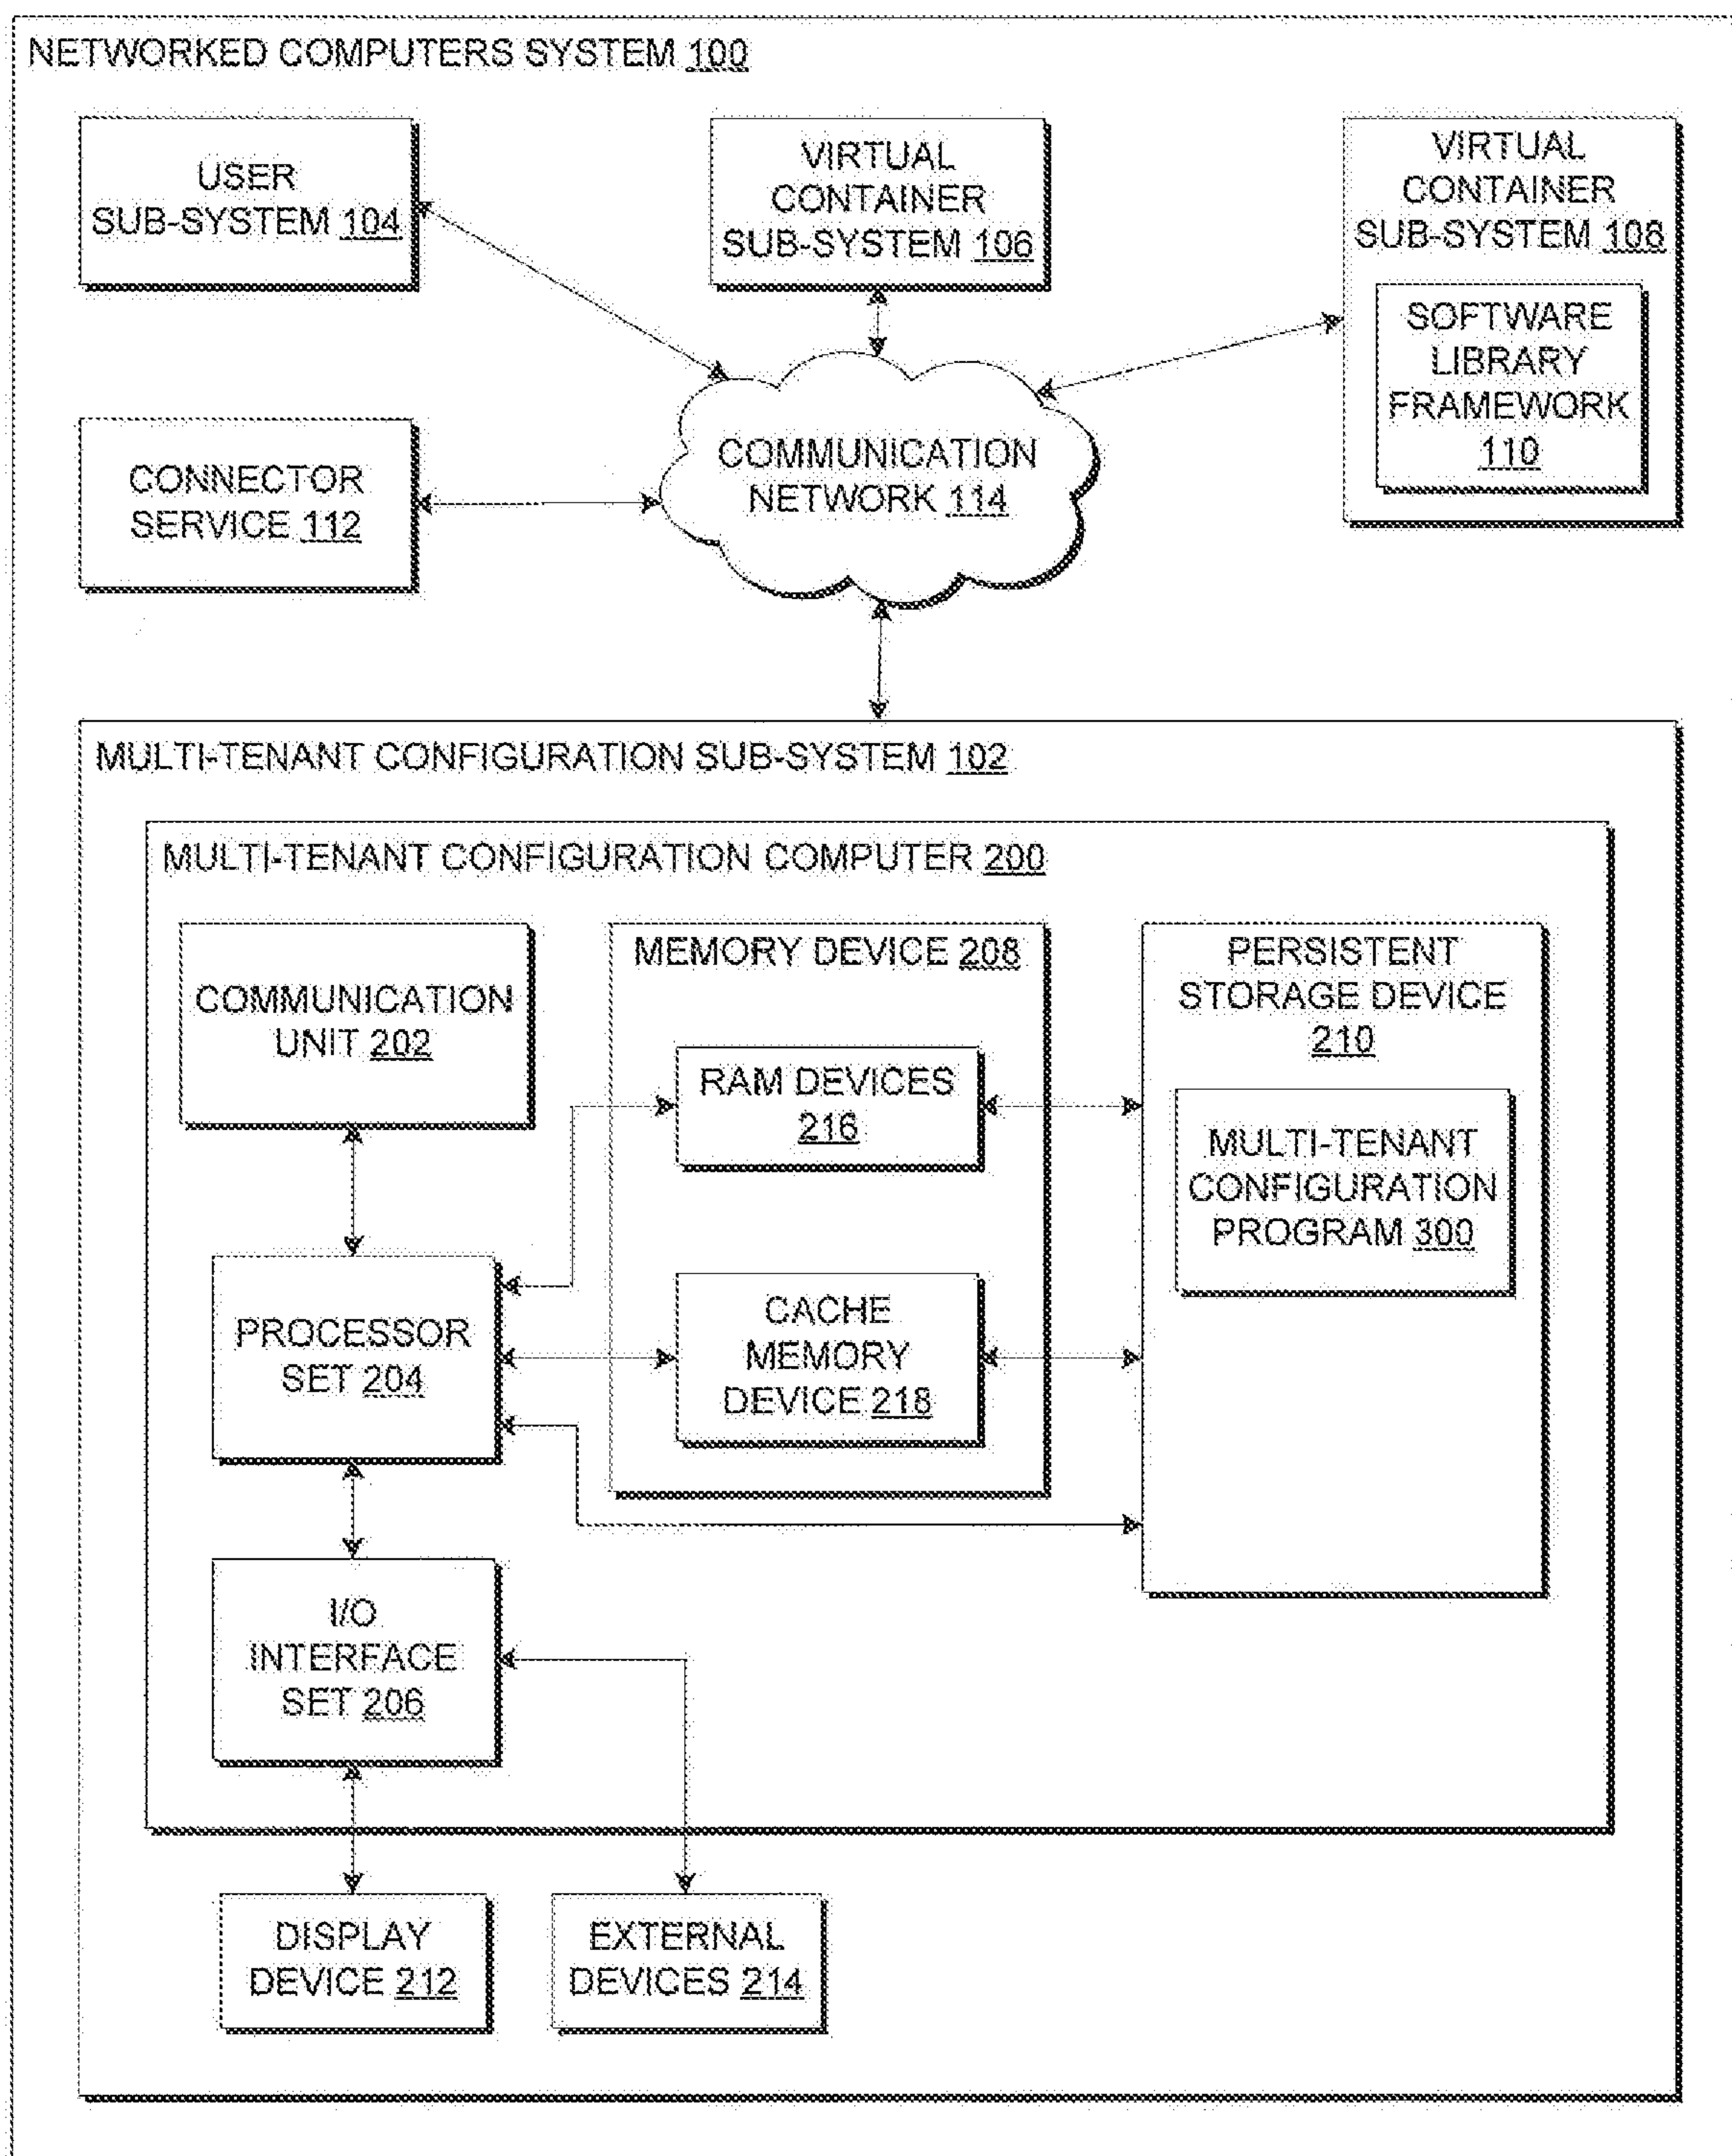 NETWORKED COMPUTERS SYSTEM 100
USER
SUB-SYSTEM 104
VIRTUAL
CONTAINER
SUB-SYSTEM 106
VIRTUAL
CONTAINER
SUB-SYSTEM 108
SOFTWARE
LIBRARY
FRAMEWORK
110
CONNECTOR
SERVICE 112
COMMUNICATION
NETWORK 114
MULTI-TENANT CONFIGURATION SUB-SYSTEM 102
MULTI-TENANT CONFIGURATION COMPUTER 200
COMMUNICATION
UNIT 202
MEMORY DEVICE 208
RAM DEVICES
216
CACHE
MEMORY
DEVICE 218
PERSISTENT
STORAGE DEVICE
210
MULTI-TENANT
CONFIGURATION
PROGRAM 300
PROCESSOR
SET 204
I/O
INTERFACE
SET 206
DISPLAY
DEVICE 212
EXTERNAL
DEVICES 214